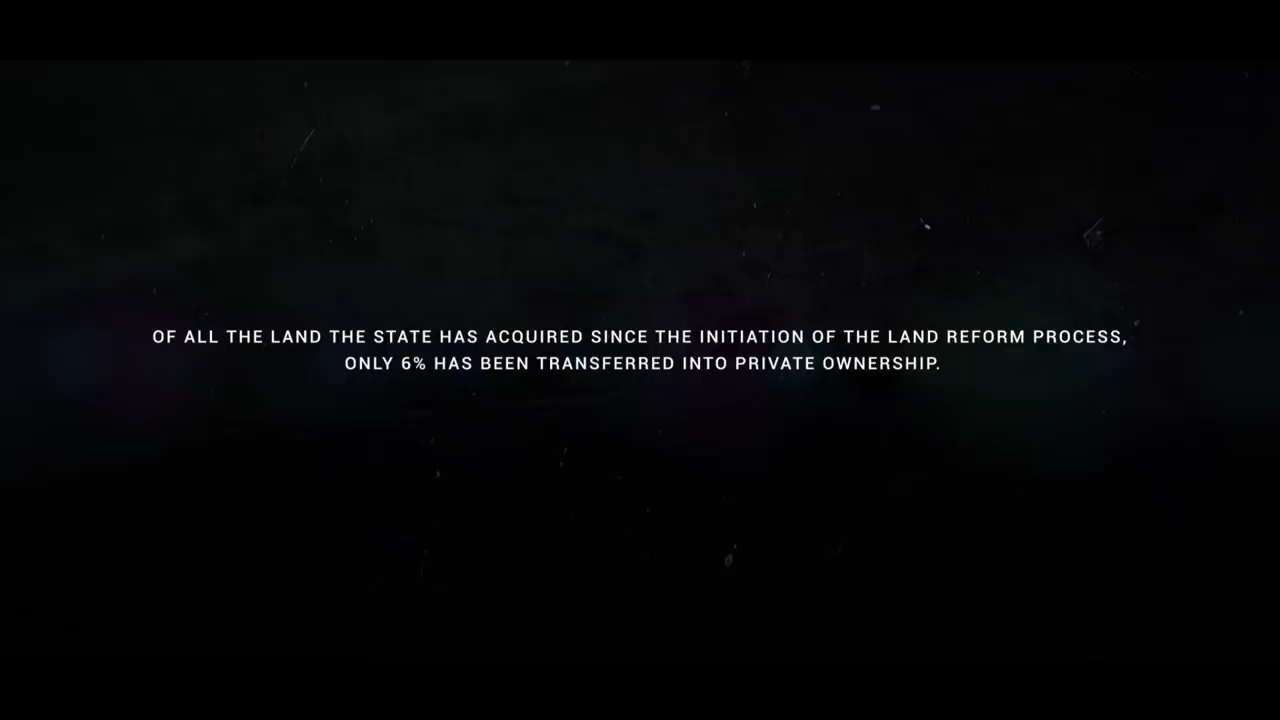 OF ALL THE LAND THE STATE HAS ACQUIRED SINCE THE INITIATION OF THE LAND REFORM PROCESS,
ONLY 6% HAS BEEN TRANSFERRED INTO PRIVATE OWNERSHIP.